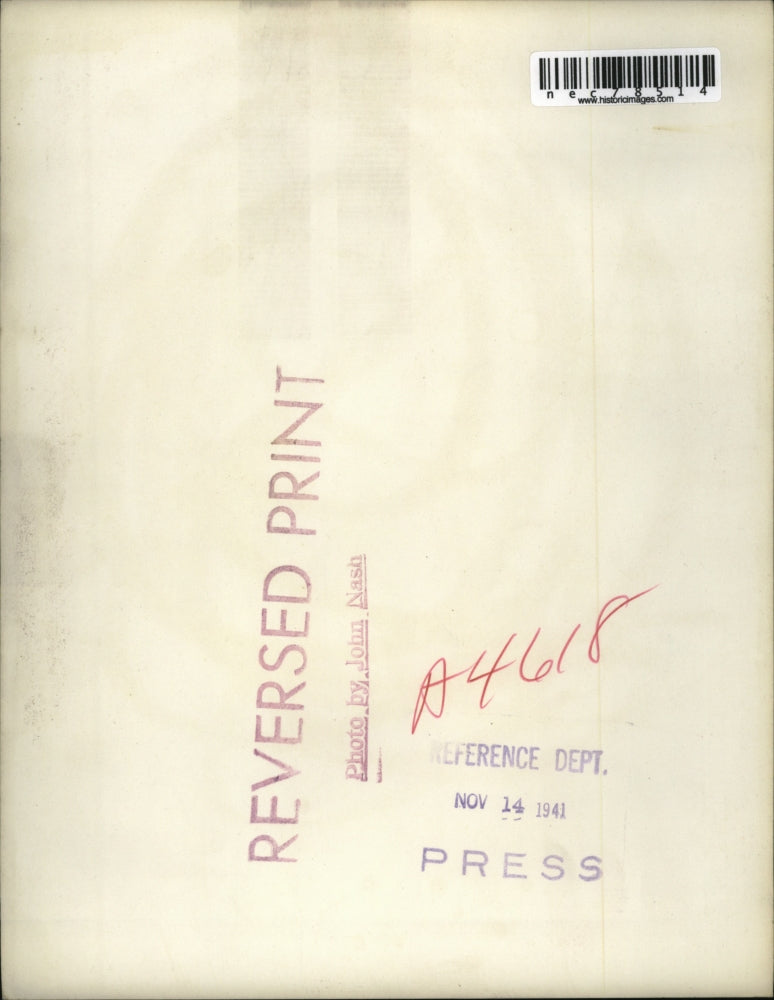 nec78514
www.historicimages.com
REVERSED PRINT
Photo by John Nash
A4618
REFERENCE DEPT.
NOV 14 1941
PRESS